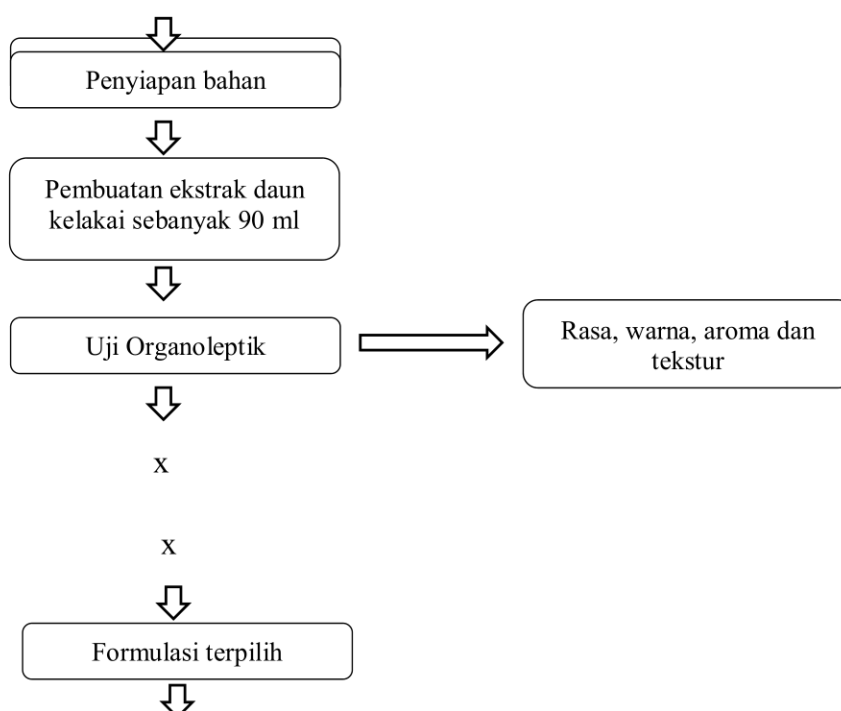 Penyiapan bahan
Pembuatan ekstrak daun
kelakai sebanyak 90 ml
Uji Organoleptik
Rasa, warna, aroma dan
tekstur
x
x
Formulasi terpilih